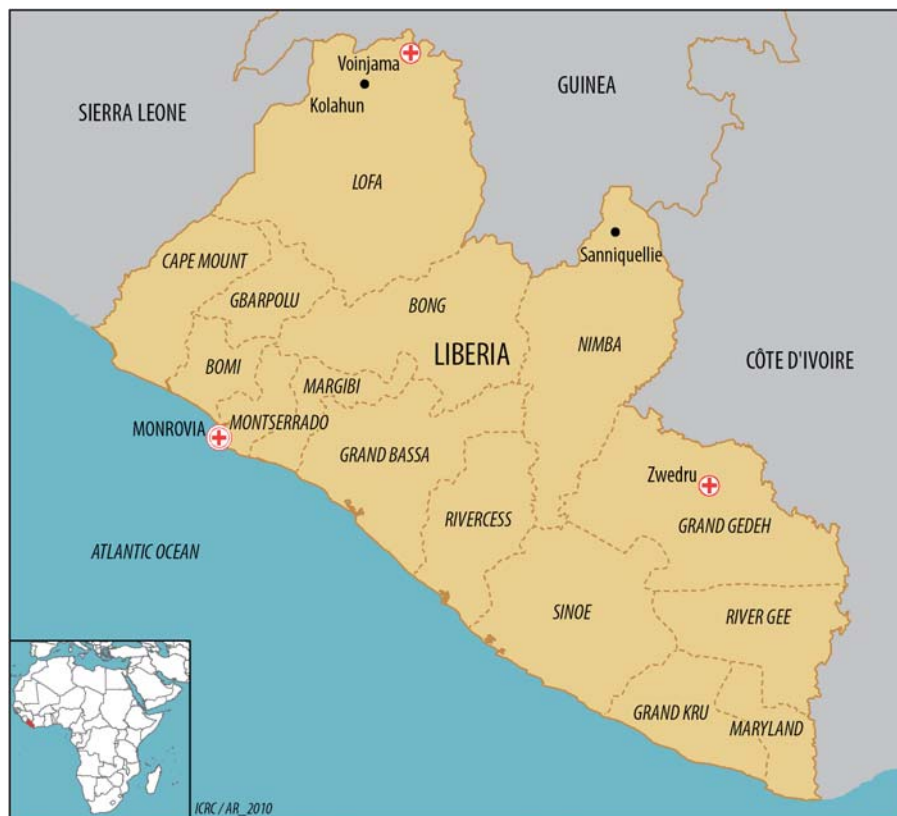 Voinjama
GUINEA
Kolahun
SIERRA LEONE
LOFA
Sanniquellie
CAPE MOUNT
GBARPOLU
BONG
LIBERIA
NIMBA
CÔTE D'IVOIRE
BOMI
MARGIBI
MONTSERRADO
MONROVIA
GRAND BASSA
Zwedru
RIVERCESS
GRAND GEDEH
ATLANTIC OCEAN
SINOE
RIVER GEE
GRAND KRU
MARYLAND
ICRC / AR_2010